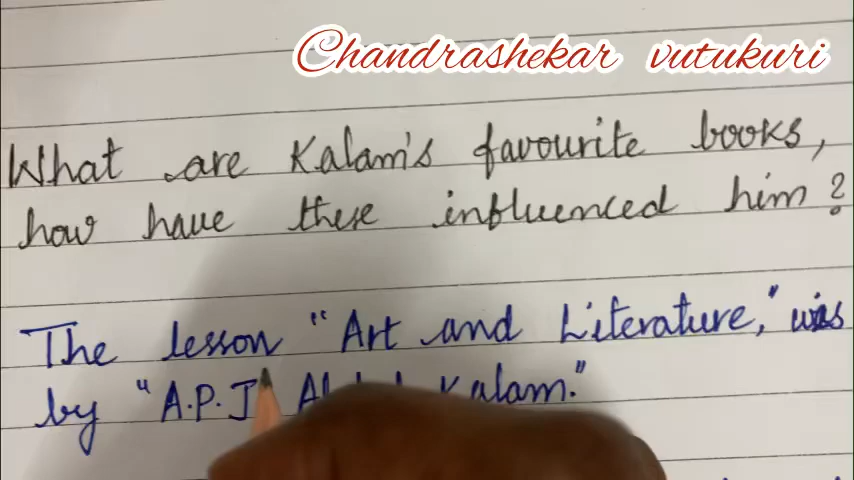 Chandrashekar vutukuri
What are Kalam's favourite books,
how have these influenced him?
The lesson "Art and Literature," was
by "A.P.J Kalam."